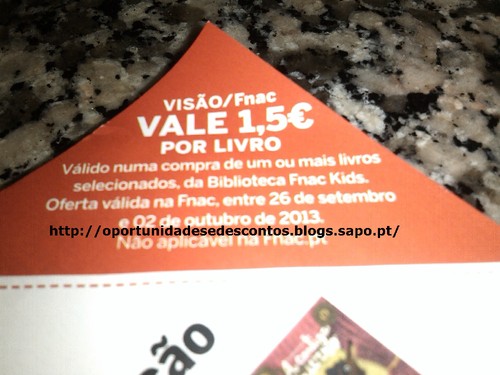 VISÃO/Fnac
VALE 1,5€
POR LIVRO
Válido numa compra de um ou mais livros
selecionados, da Biblioteca Fnac Kids.
Oferta válida na Fnac, entre 26 de setembro
e 02 de outubro de 2013.
http://oportunidadesedescontos.blogs.sapo.pt/
Não aplicável na Fnac.pt